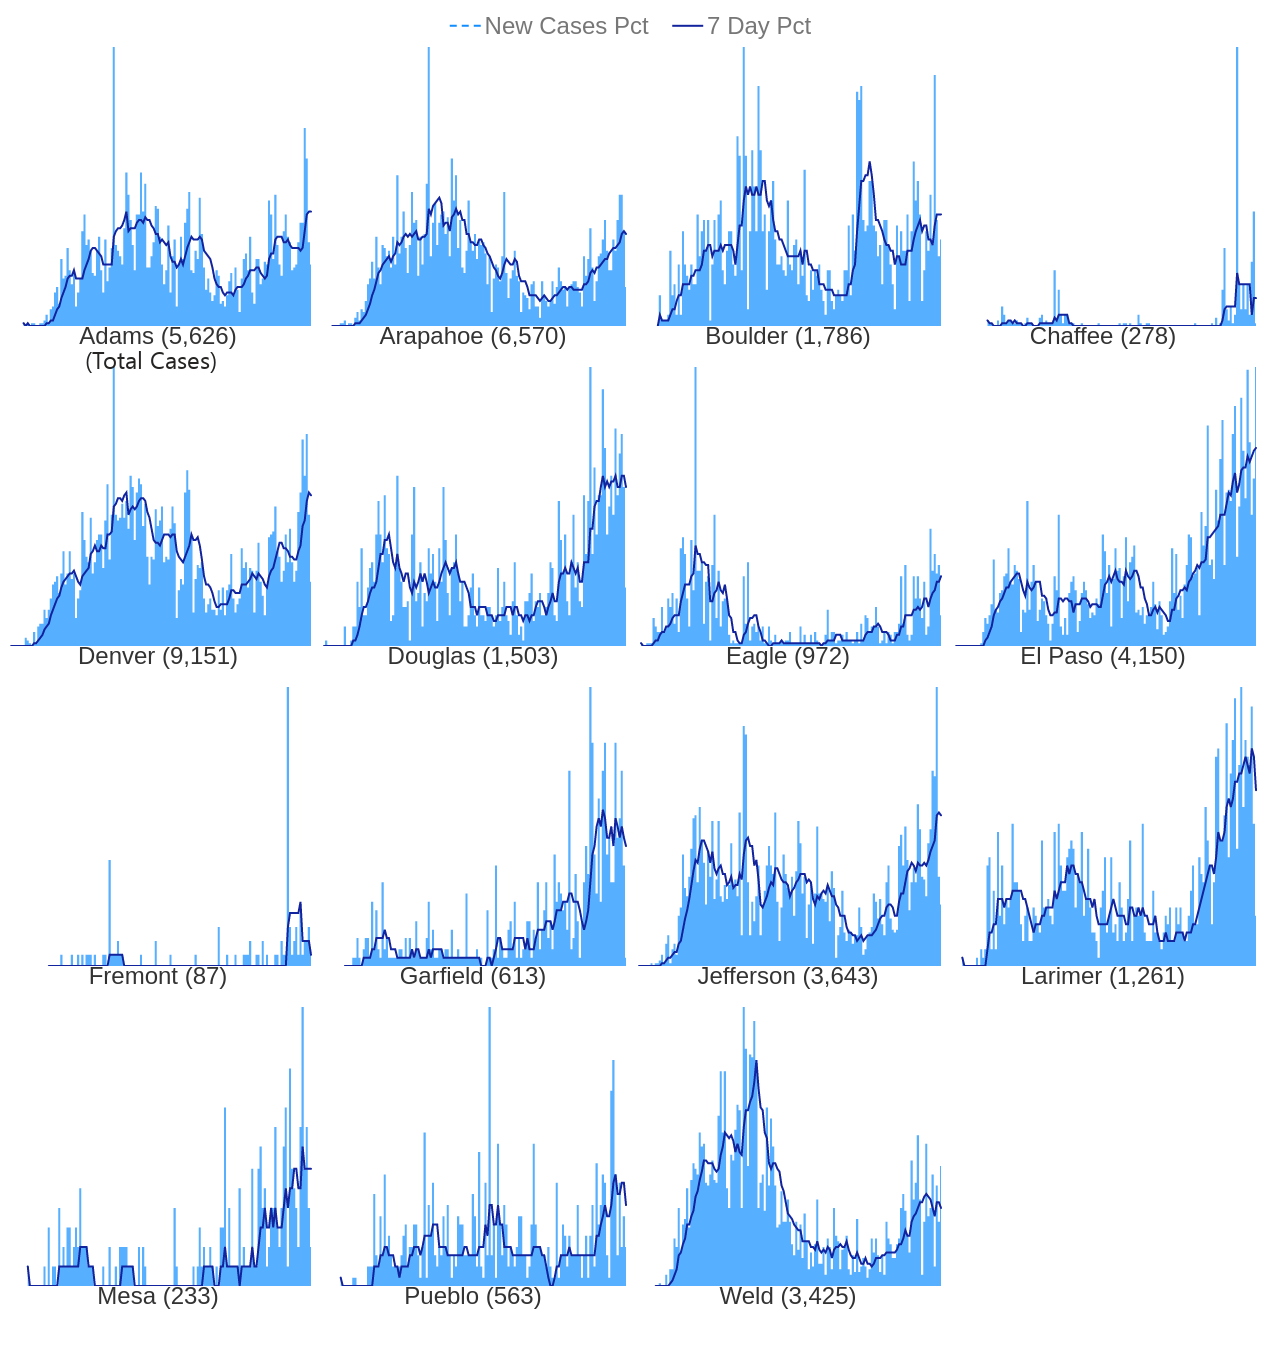 New Cases Pct 7 Day Pct
Adams (5,626) Arapahoe (6,570) Boulder (1,786) Chaffee (278)
(Total Cases)
Denver (9,151) Douglas (1,503) Eagle (972) El Paso (4,150)
Fremont (87) Garfield (613) Jefferson (3,643) Larimer (1,261)
Mesa (233) Pueblo (563) Weld (3,425)